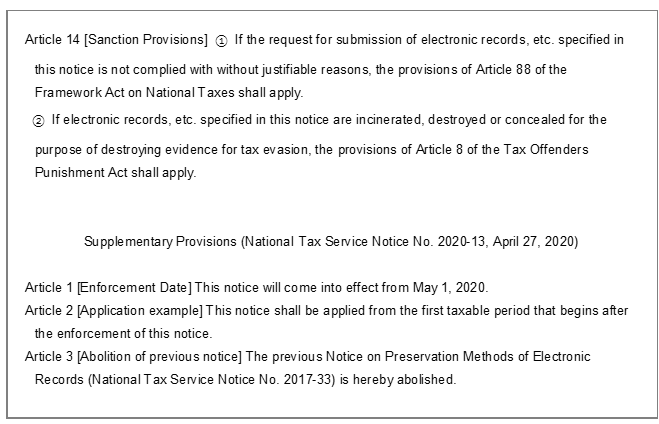 Article 14 [Sanction Provisions] ① If the request for submission of electronic records, etc. specified in
this notice is not complied with without justifiable reasons, the provisions of Article 88 of the
Framework Act on National Taxes shall apply.
② If electronic records, etc. specified in this notice are incinerated, destroyed or concealed for the
purpose of destroying evidence for tax evasion, the provisions of Article 8 of the Tax Offenders
Punishment Act shall apply.
Supplementary Provisions (National Tax Service Notice No. 2020-13, April 27, 2020)
Article 1 [Enforcement Date] This notice will come into effect from May 1, 2020.
Article 2 [Application example] This notice shall be applied from the first taxable period that begins after
the enforcement of this notice.
Article 3 [Abolition of previous notice] The previous Notice on Preservation Methods of Electronic
Records (National Tax Service Notice No. 2017-33) is hereby abolished.